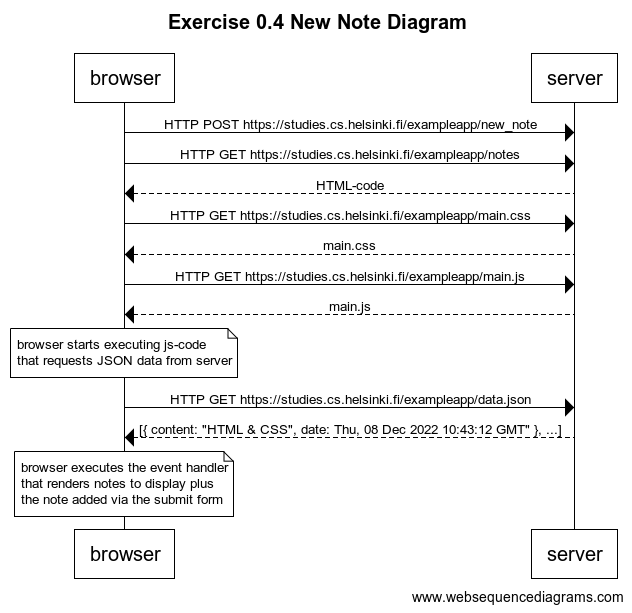 Exercise 0.4 New Note Diagram
browser server
HTTP POST https://studies.cs.helsinki.fi/exampleapp/new_note
HTTP GET https://studies.cs.helsinki.fi/exampleapp/notes
HTML-code
HTTP GET https://studies.cs.helsinki.fi/exampleapp/main.css
main.css
HTTP GET https://studies.cs.helsinki.fi/exampleapp/main.js
main.js
browser starts executing js-code
that requests JSON data from server
HTTP GET https://studies.cs.helsinki.fi/exampleapp/data.json
[{ content: "HTML & CSS", date: Thu, 08 Dec 2022 10:43:12 GMT" }, ...]
browser executes the event handler
that renders notes to display plus
the note added via the submit form
browser server
www.websequencediagrams.com